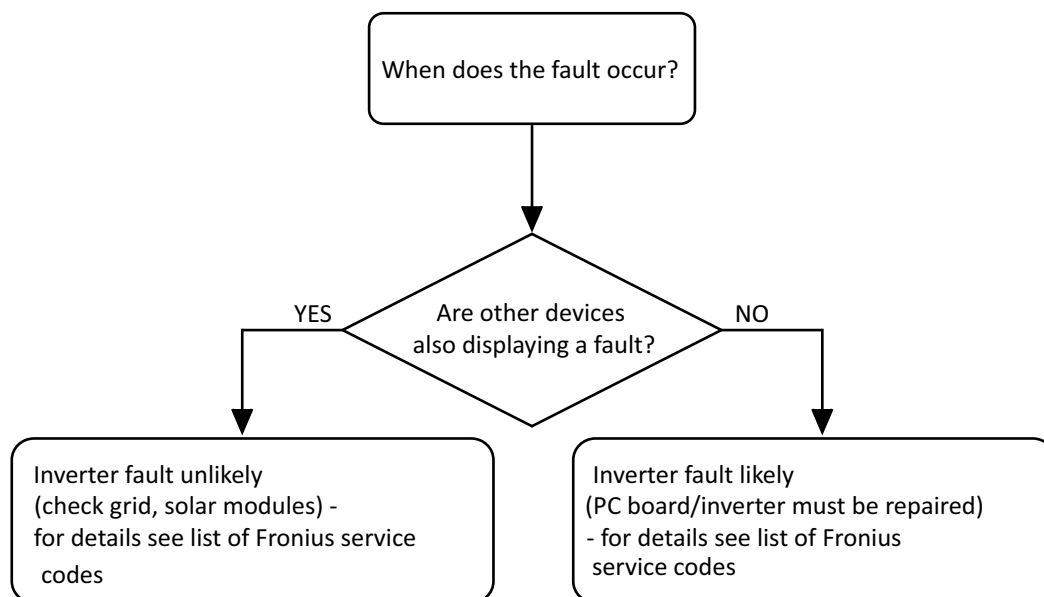 When does the fault occur?
Are other devices
also displaying a fault?
YES
NO
Inverter fault unlikely
(check grid, solar modules) -
for details see list of Fronius service
codes
Inverter fault likely
(PC board/inverter must be repaired)
- for details see list of Fronius
service codes